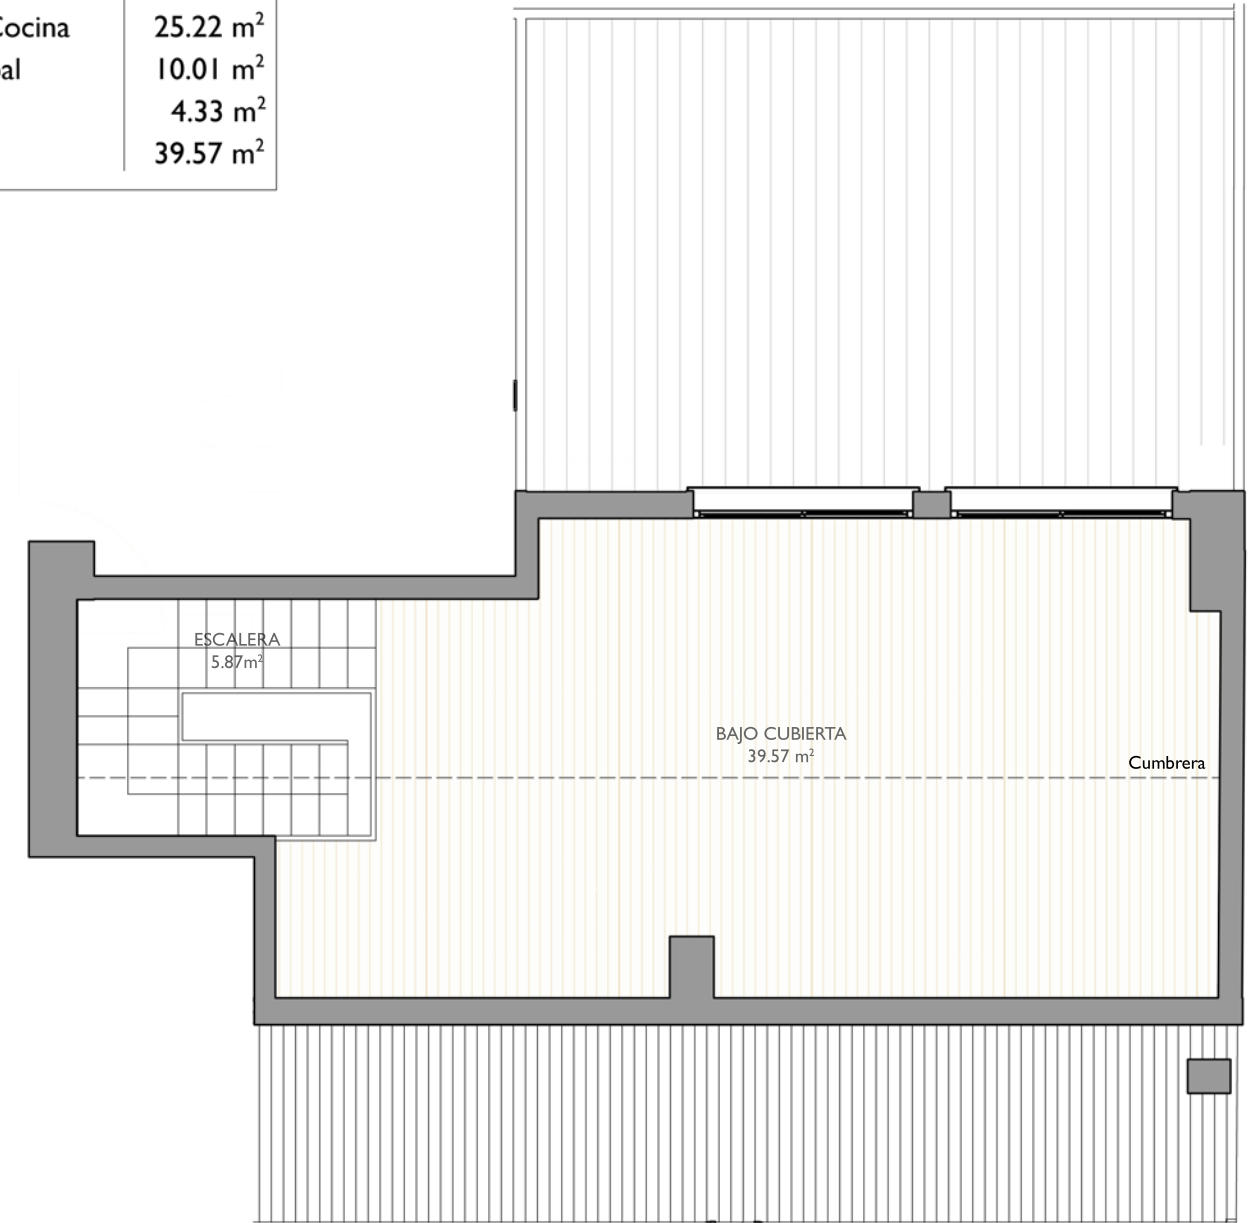 Cocina 25.22 m²
al 10.01 m²
4.33 m²
39.57 m²
ESCALERA
5.87m²
BAJO CUBIERTA
39.57 m²
Cumbrera